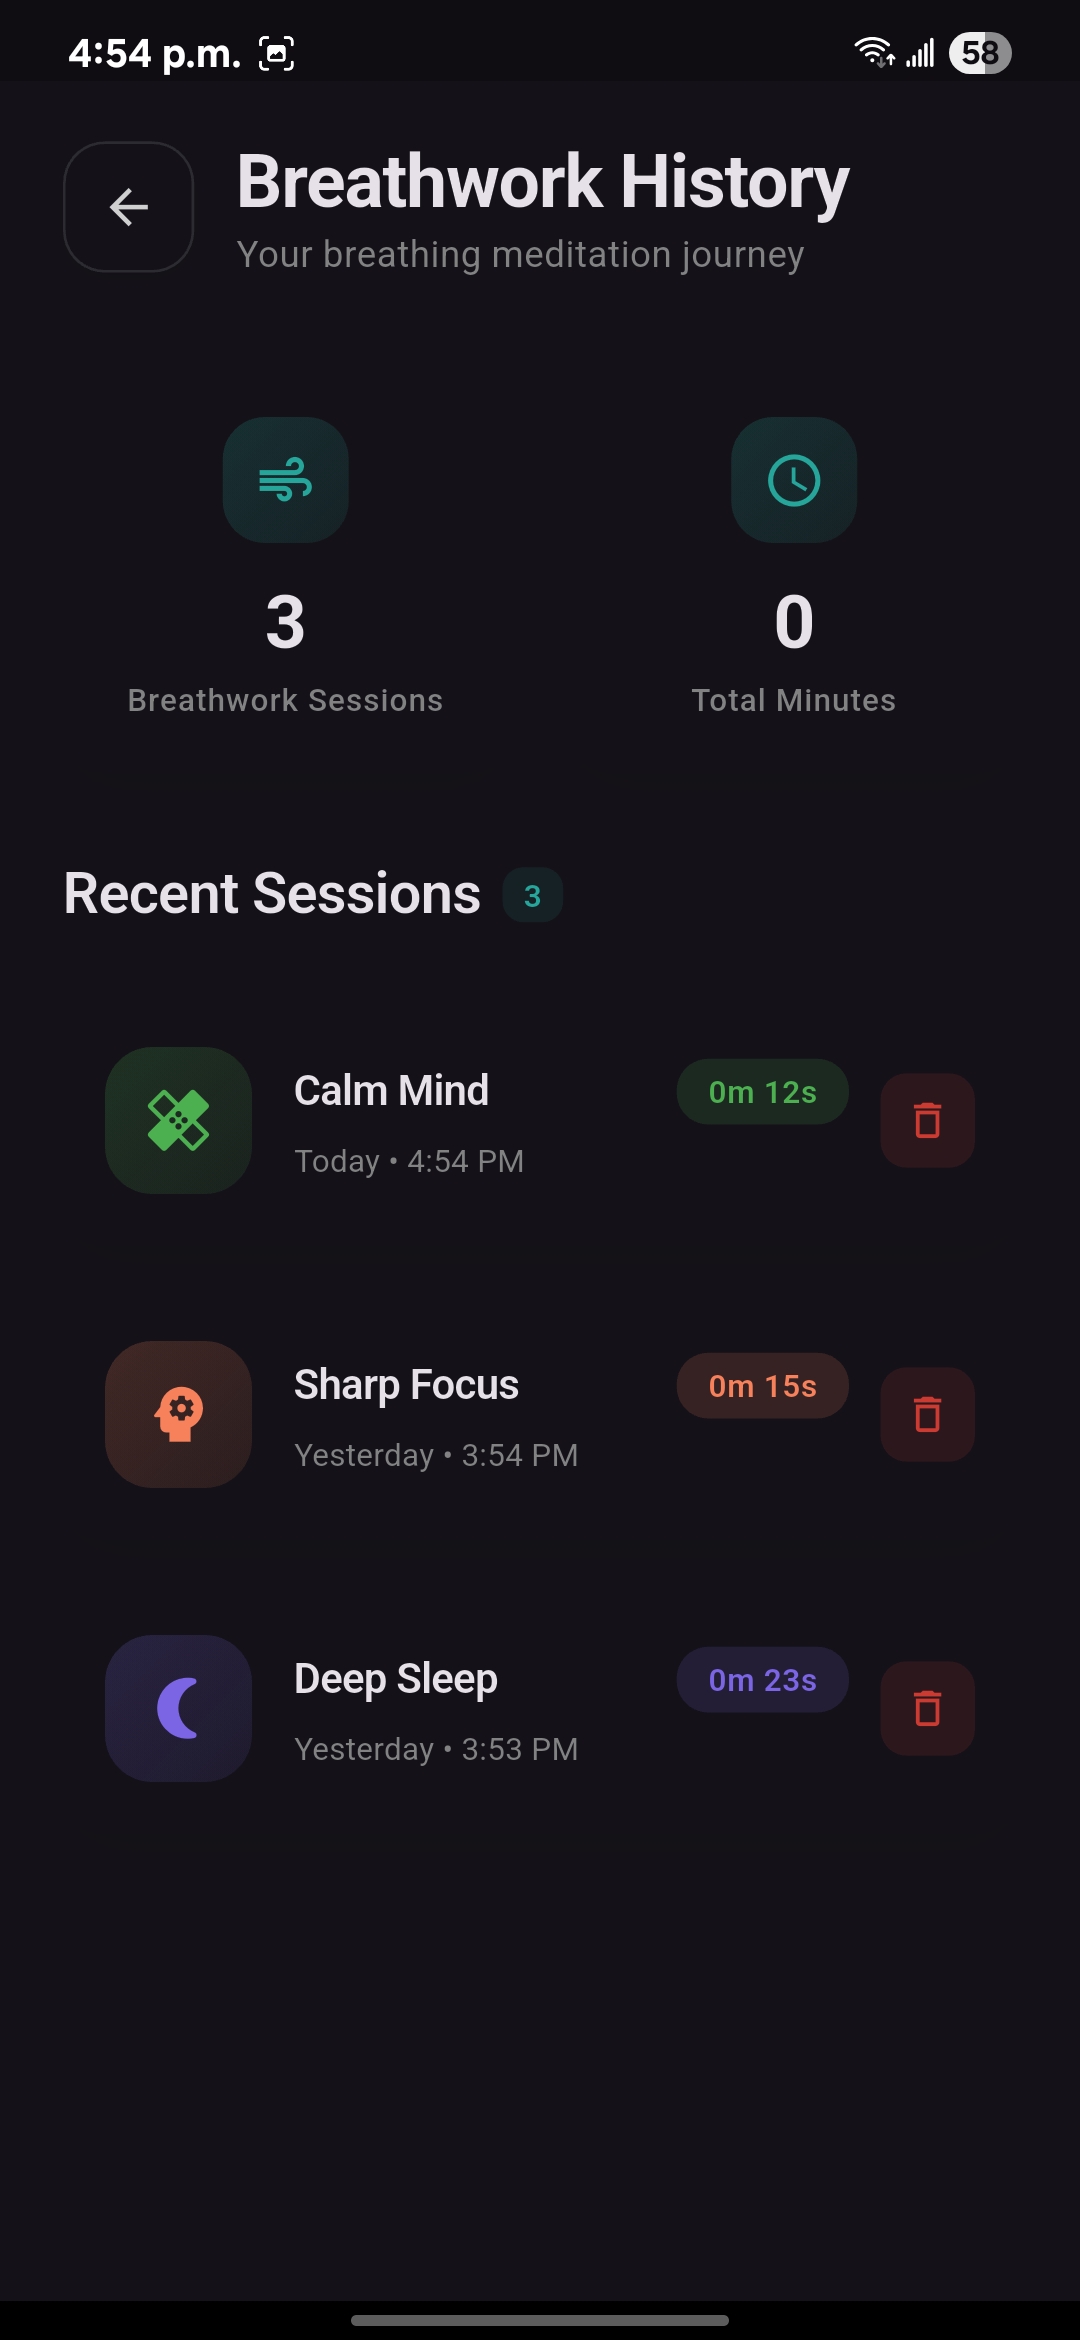 4:54 p.m.
58
Breathwork History
Your breathing meditation journey
3
Breathwork Sessions
0
Total Minutes
Recent Sessions 3
Calm Mind
0m 12s
Today • 4:54 PM
Sharp Focus
0m 15s
Yesterday • 3:54 PM
Deep Sleep
0m 23s
Yesterday • 3:53 PM